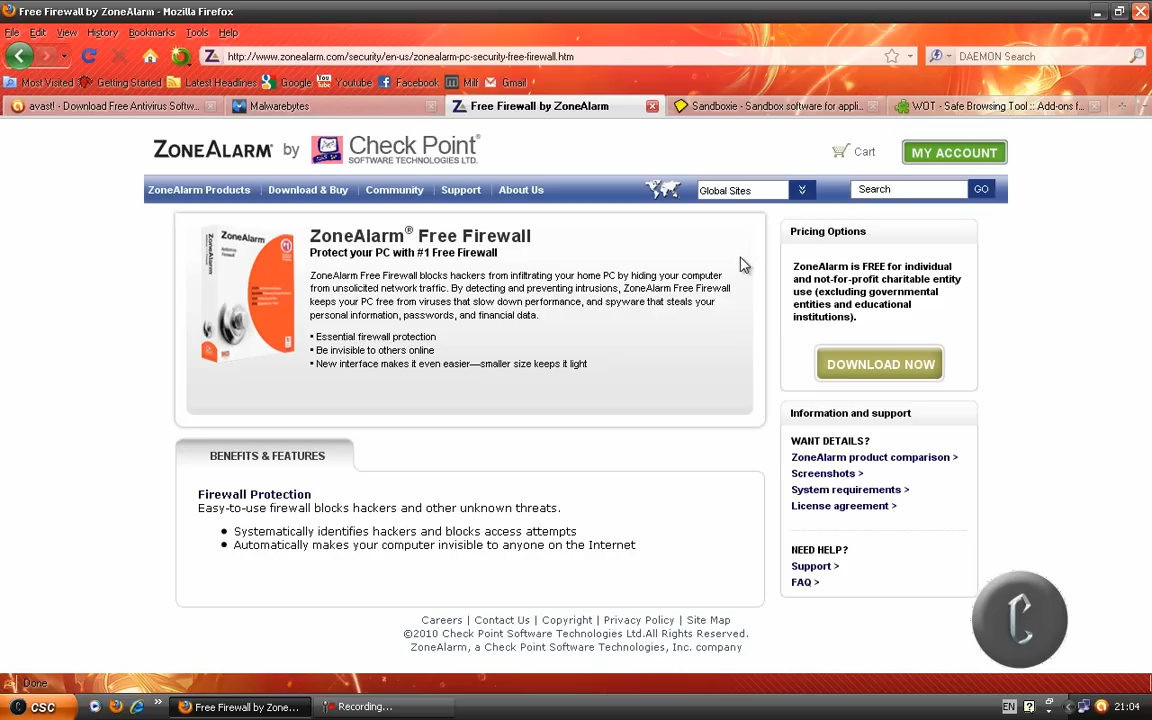 Free Firewall by ZoneAlarm - Mozilla Firefox
File Edit View History Bookmarks Tools Help
http://www.zonealarm.com/security/en-us/zonealarm-pc-security-free-firewall.htm
DAEMON Search
Most Visited Getting Started Latest Headlines Google Youtube Facebook Milf Gmail
avast! - Download Free Antivirus Softw...
Malwarebytes
Free Firewall by ZoneAlarm
Sandboxie - Sandbox software for appli...
WOT - Safe Browsing Tool :: Add-ons f...
ZONEALARM by Check Point
SOFTWARE TECHNOLOGIES LTD.
Cart
MY ACCOUNT
ZoneAlarm Products | Download & Buy | Community | Support | About Us
Global Sites
Search GO
ZoneAlarm® Free Firewall
Protect your PC with #1 Free Firewall
ZoneAlarm Free Firewall blocks hackers from infiltrating your home PC by hiding your computer
from unsolicited network traffic. By detecting and preventing intrusions, ZoneAlarm Free Firewall
keeps your PC free from viruses that slow down performance, and spyware that steals your
personal information, passwords, and financial data.
▪ Essential firewall protection
▪ Be invisible to others online
▪ New interface makes it even easier—smaller size keeps it light
ZoneAlarm
Pricing Options
ZoneAlarm is FREE for individual
and not-for-profit charitable entity
use (excluding governmental
entities and educational
institutions).
DOWNLOAD NOW
Information and support
WANT DETAILS?
ZoneAlarm product comparison >
Screenshots >
System requirements >
License agreement >
NEED HELP?
Support >
FAQ >
BENEFITS & FEATURES
Firewall Protection
Easy-to-use firewall blocks hackers and other unknown threats.
● Systematically identifies hackers and blocks access attempts
● Automatically makes your computer invisible to anyone on the Internet
Careers | Contact Us | Copyright | Privacy Policy | Site Map
©2010 Check Point Software Technologies Ltd.All Rights Reserved.
ZoneAlarm, a Check Point Software Technologies, Inc. company
C
Done
CSC
Free Firewall by Zone...
Recording...
EN
21:04